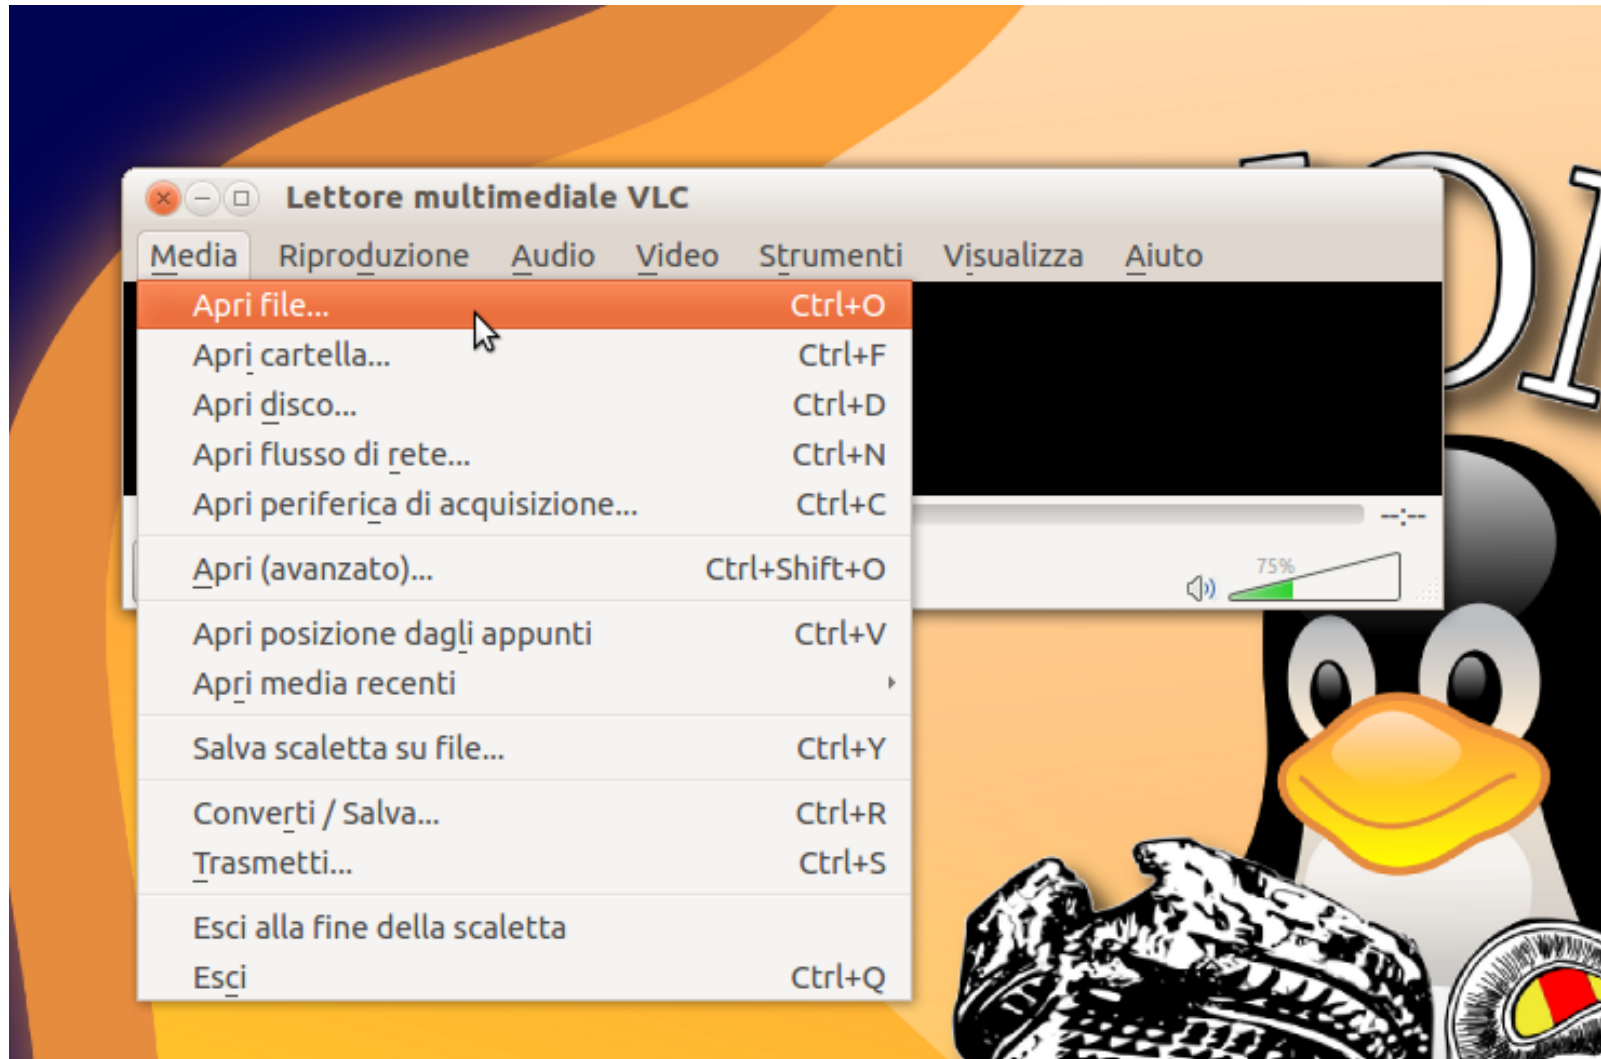 Lettore multimediale VLC
Media Riproduzione Audio Video Strumenti Visualizza Aiuto
Apri file... Ctrl+O
Apri cartella... Ctrl+F
Apri disco... Ctrl+D
Apri flusso di rete... Ctrl+N
Apri periferica di acquisizione... Ctrl+C
--:--
Apri (avanzato)... Ctrl+Shift+O
75%
Apri posizione dagli appunti Ctrl+V
Apri media recenti
Salva scaletta su file... Ctrl+Y
Converti / Salva... Ctrl+R
Trasmetti... Ctrl+S
Esci alla fine della scaletta
Esci Ctrl+Q